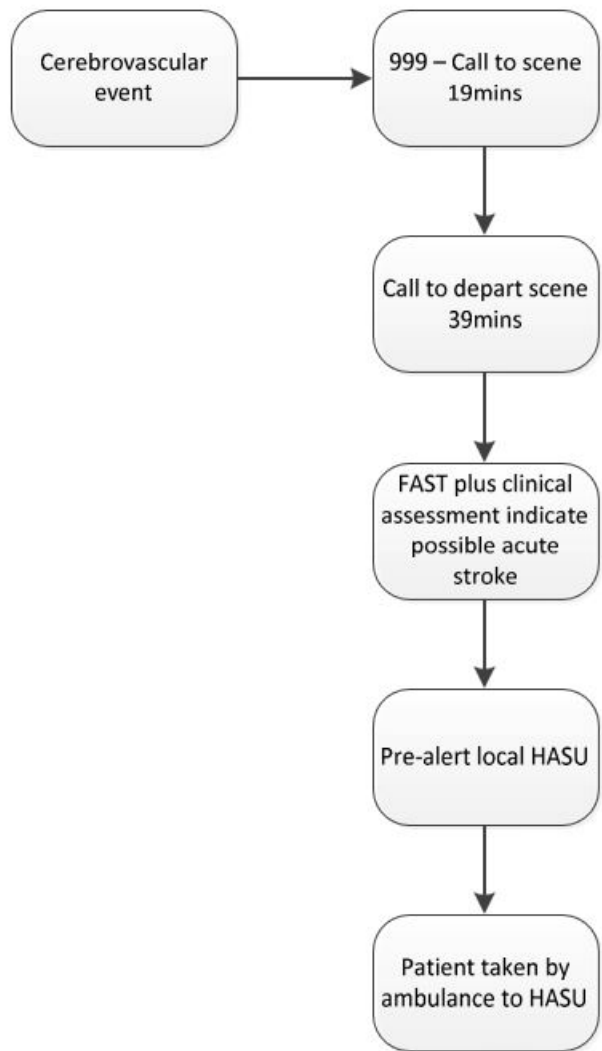 Cerebrovascular
event
999 – Call to scene
19mins
Call to depart scene
39mins
FAST plus clinical
assessment indicate
possible acute
stroke
Pre-alert local HASU
Patient taken by
ambulance to HASU